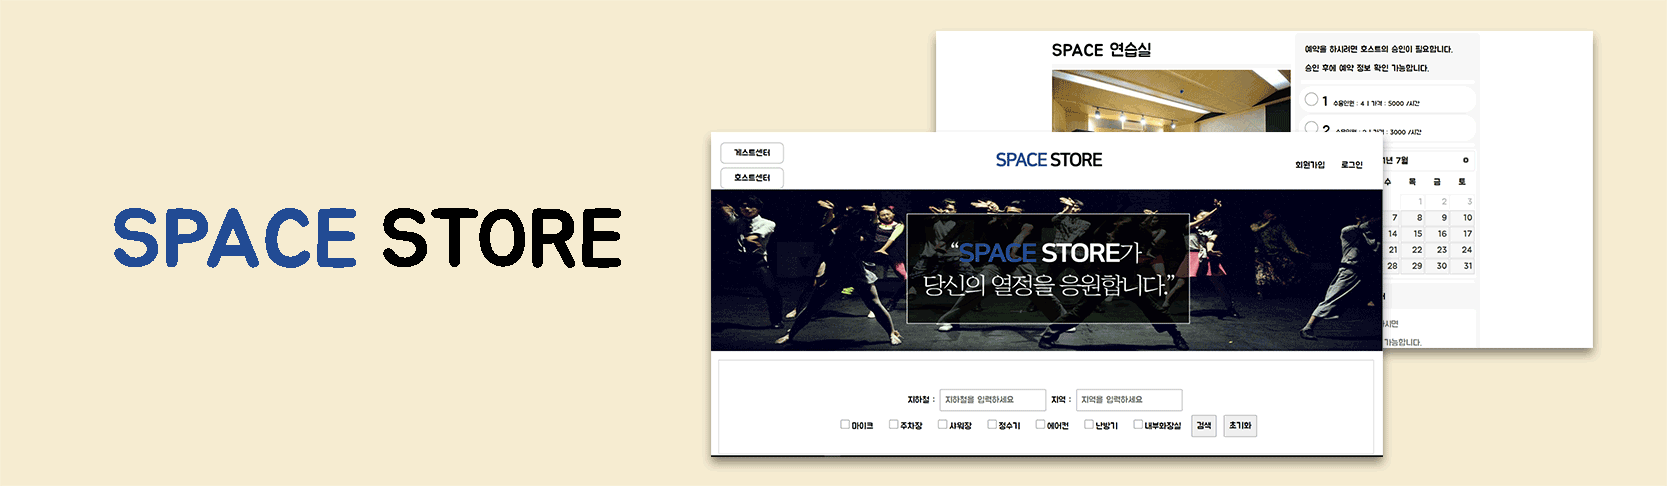 SPACE STORE
SPACE 연습실
예약을 하시려면 호스트의 승인이 필요합니다.
승인 후에 예약 정보 확인 가능합니다.
1 수용인원 : 4 I 가격 : 5000 /시간
2 3000 /시간
게스트센터
호스트센터
SPACE STORE
회원가입 로그인
7월
수 목 금 토
1 2 3
7 8 9 10
14 15 16 17
21 22 23 24
28 29 30 31
“SPACE STORE가
당신의 열정을 응원합니다.”
가능합니다.
지하철 : 지하철을 입력하세요 지역 : 지역을 입력하세요
마이크 주차장 샤워장 정수기 에어컨 난방기 내부화장실 검색 초기화